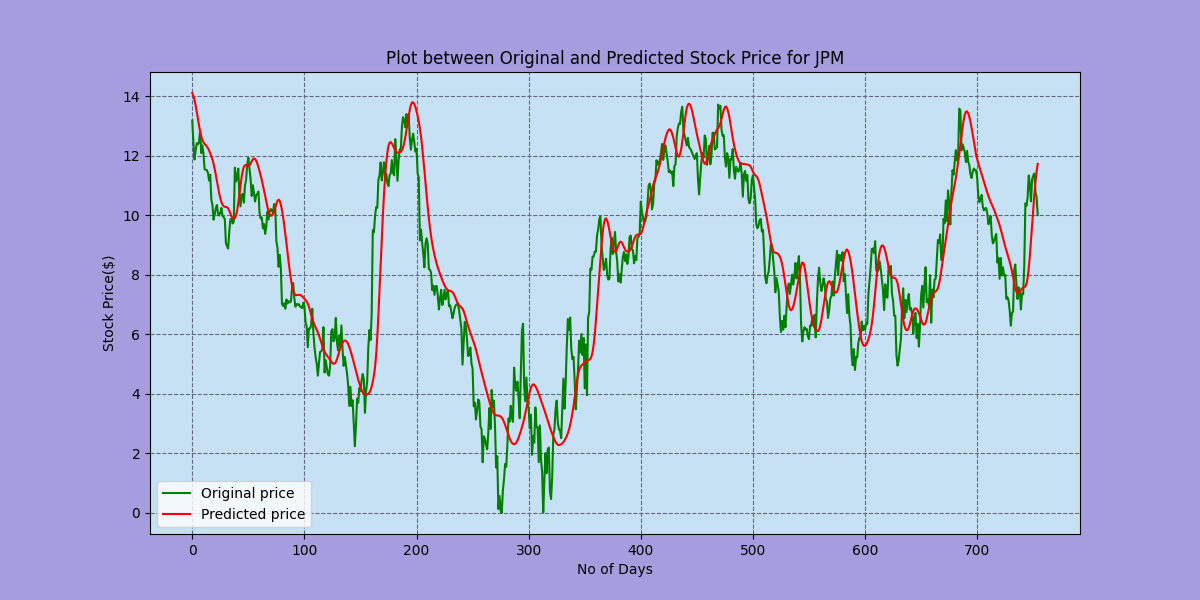 Plot between Original and Predicted Stock Price for JPM
Stock Price($)
14
12
10
8
6
4
2
0
Original price
Predicted price
0 100 200 300 400 500 600 700
No of Days